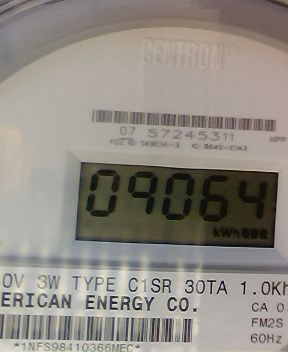 CENTRON
07 57245311
09064
kWh
0V 3W TYPE C1SR 30TA 1.0Kh
ERICAN ENERGY CO.
CA 0.
FM2S
60Hz
*1NFS98410366MEC*